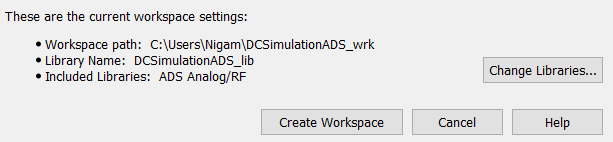 These are the current workspace settings:
• Workspace path: C:\Users\Nigam\DCSimulationADS_wrk
• Library Name: DCSimulationADS_lib
• Included Libraries: ADS Analog/RF
Change Libraries...
Create Workspace Cancel Help